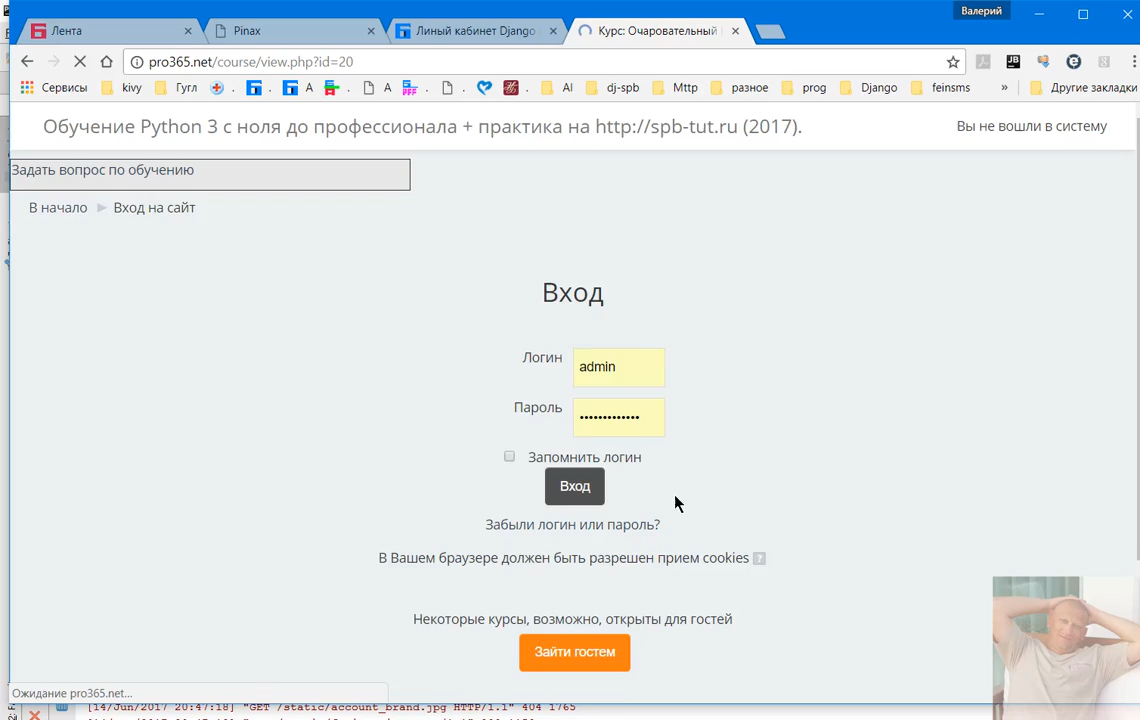 Валерий
Лента
Pinax
Линый кабинет Django
Курс: Очаровательный
pro365.net/course/view.php?id=20
Сервисы kivy Гугл . . A A . . . AI dj-spb Mttp разное prog Django feinsms » Другие закладки
Обучение Python 3 с ноля до профессионала + практика на http://spb-tut.ru (2017).
Вы не вошли в систему
Задать вопрос по обучению
В начало ► Вход на сайт
Вход
Логин admin
Пароль •••••••••••••
Запомнить логин
Вход
Забыли логин или пароль?
В Вашем браузере должен быть разрешен прием cookies ?
Некоторые курсы, возможно, открыты для гостей
Зайти гостем
Ожидание pro365.net...
[14/Jun/2017 20:47:18] "GET /static/account_brand.jpg HTTP/1.1" 404 1765